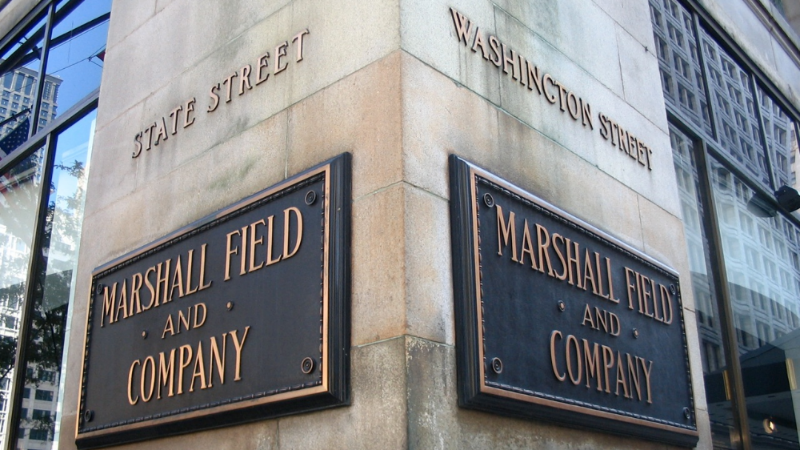 STATE STREET
MARSHALL FIELD
AND
COMPANY
WASHINGTON STREET
MARSHALL FIELD
AND
COMPANY